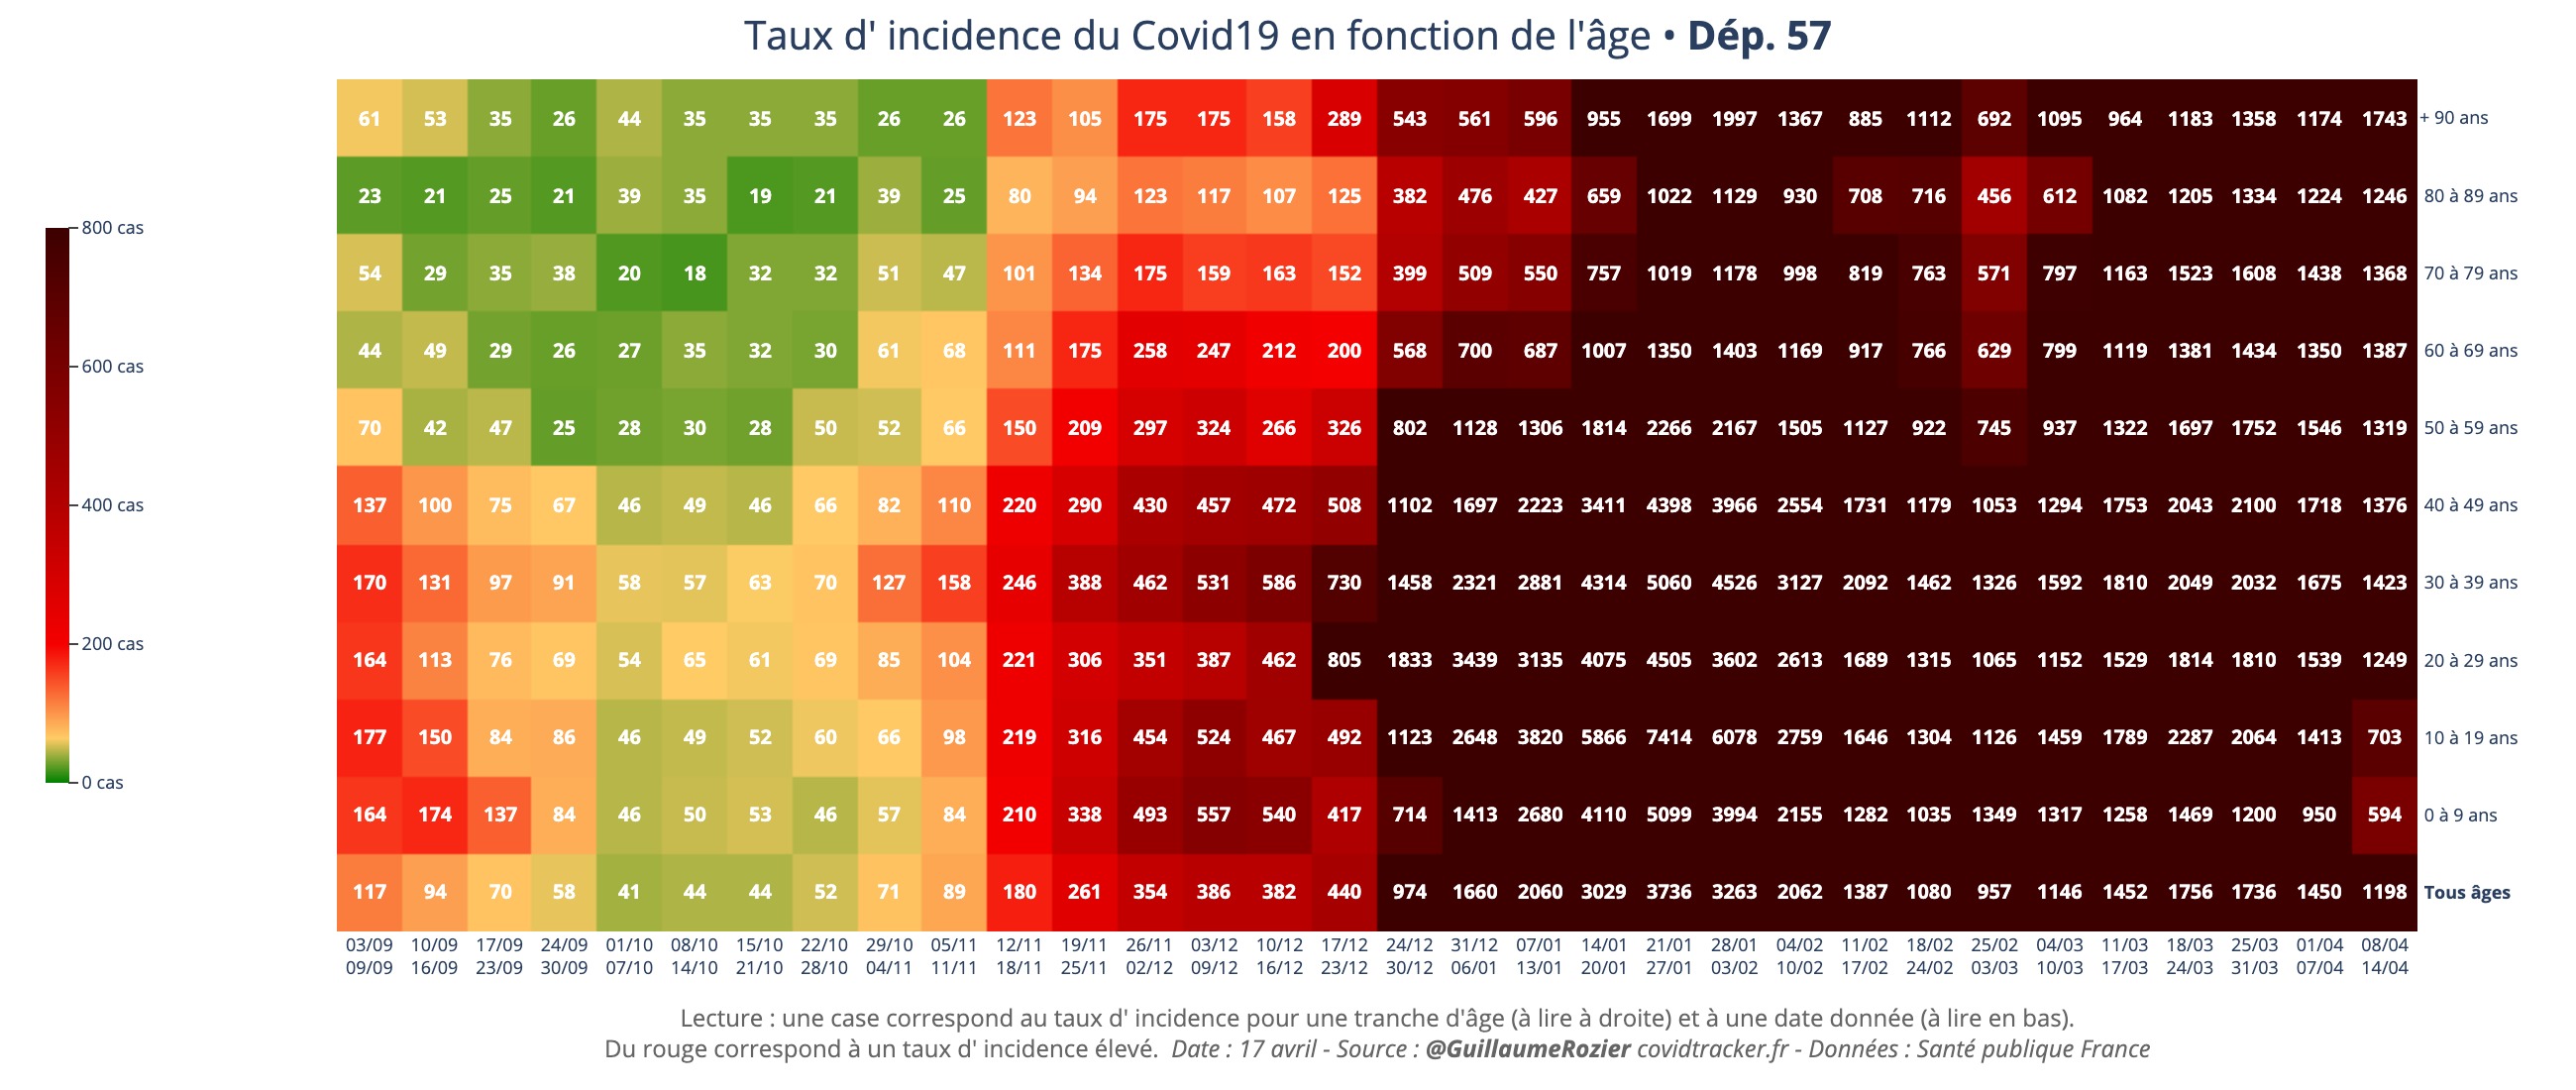 Taux d' incidence du Covid19 en fonction de l'âge • Dép. 57
61 53 35 26 44 35 35 35 26 26 123 105 175 175 158 289 543 561 596 955 1699 1997 1367 885 1112 692 1095 964 1183 1358 1174 1743 + 90 ans
23 21 25 21 39 35 19 21 39 25 80 94 123 117 107 125 382 476 427 659 1022 1129 930 708 716 456 612 1082 1205 1334 1224 1246 80 à 89 ans
800 cas
54 29 35 38 20 18 32 32 51 47 101 134 175 159 163 152 399 509 550 757 1019 1178 998 819 763 571 797 1163 1523 1608 1438 1368 70 à 79 ans
44 49 29 26 27 35 32 30 61 68 111 175 258 247 212 200 568 700 687 1007 1350 1403 1169 917 766 629 799 1119 1381 1434 1350 1387 60 à 69 ans
600 cas
70 42 47 25 28 30 28 50 52 66 150 209 297 324 266 326 802 1128 1306 1814 2266 2167 1505 1127 922 745 937 1322 1697 1752 1546 1319 50 à 59 ans
400 cas
137 100 75 67 46 49 46 66 82 110 220 290 430 457 472 508 1102 1697 2223 3411 4398 3966 2554 1731 1179 1053 1294 1753 2043 2100 1718 1376 40 à 49 ans
170 131 97 91 58 57 63 70 127 158 246 388 462 531 586 730 1458 2321 2881 4314 5060 4526 3127 2092 1462 1326 1592 1810 2049 2032 1675 1423 30 à 39 ans
200 cas
164 113 76 69 54 65 61 69 85 104 221 306 351 387 462 805 1833 3439 3135 4075 4505 3602 2613 1689 1315 1065 1152 1529 1814 1810 1539 1249 20 à 29 ans
177 150 84 86 46 49 52 60 66 98 219 316 454 524 467 492 1123 2648 3820 5866 7414 6078 2759 1646 1304 1126 1459 1789 2287 2064 1413 703 10 à 19 ans
0 cas
164 174 137 84 46 50 53 46 57 84 210 338 493 557 540 417 714 1413 2680 4110 5099 3994 2155 1282 1035 1349 1317 1258 1469 1200 950 594 0 à 9 ans
117 94 70 58 41 44 44 52 71 89 180 261 354 386 382 440 974 1660 2060 3029 3736 3263 2062 1387 1080 957 1146 1452 1756 1736 1450 1198 Tous âges
03/09 10/09 17/09 24/09 01/10 08/10 15/10 22/10 29/10 05/11 12/11 19/11 26/11 03/12 10/12 17/12 24/12 31/12 07/01 14/01 21/01 28/01 04/02 11/02 18/02 25/02 04/03 11/03 18/03 25/03 01/04 08/04
09/09 16/09 23/09 30/09 07/10 14/10 21/10 28/10 04/11 11/11 18/11 25/11 02/12 09/12 16/12 23/12 30/12 06/01 13/01 20/01 27/01 03/02 10/02 17/02 24/02 03/03 10/03 17/03 24/03 31/03 07/04 14/04
Lecture : une case correspond au taux d' incidence pour une tranche d'âge (à lire à droite) et à une date donnée (à lire en bas).
Du rouge correspond à un taux d' incidence élevé. Date : 17 avril - Source : @GuillaumeRozier covidtracker.fr - Données : Santé publique France